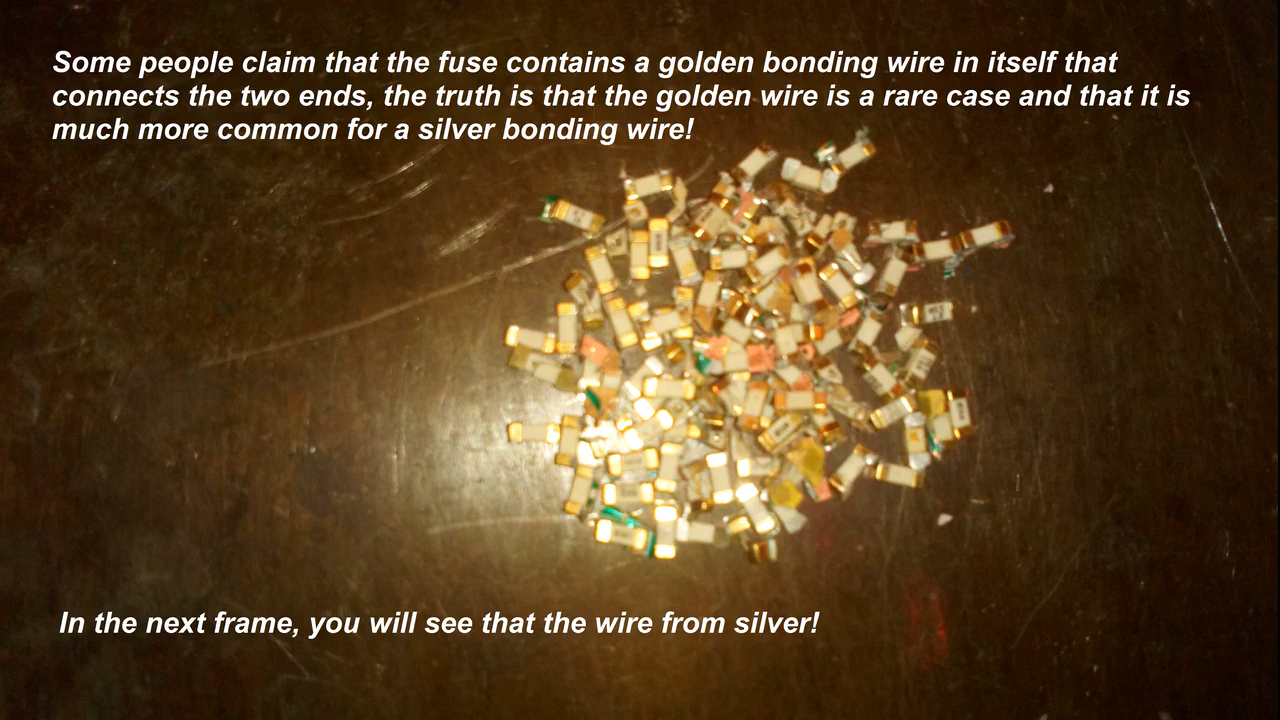 Some people claim that the fuse contains a golden bonding wire in itself that
connects the two ends, the truth is that the golden wire is a rare case and that it is
much more common for a silver bonding wire!
In the next frame, you will see that the wire from silver!